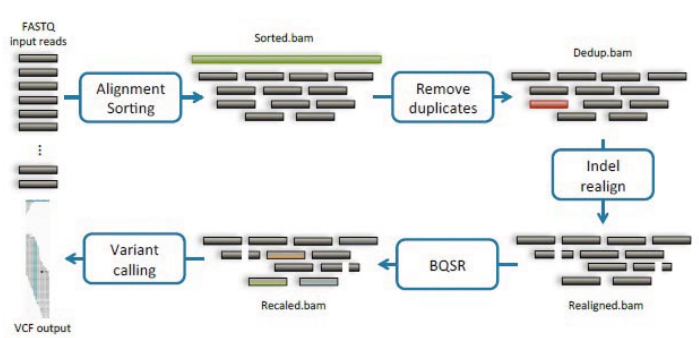 FASTQ
input reads
Alignment
Sorting
Sorted.bam
Remove
duplicates
Dedup.bam
Indel
realign
Realigned.bam
BQSR
Recaled.bam
Variant
calling
VCF output